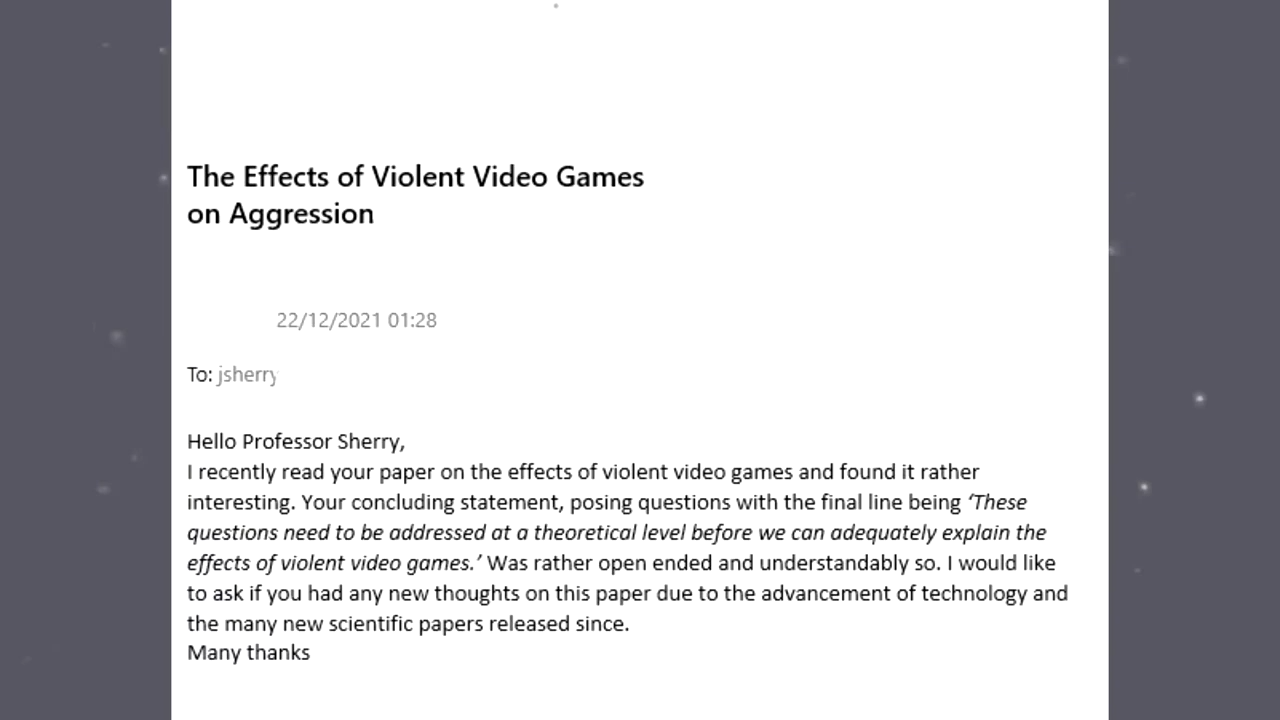 The Effects of Violent Video Games
on Aggression
22/12/2021 01:28
To: jsherry
Hello Professor Sherry,
I recently read your paper on the effects of violent video games and found it rather
interesting. Your concluding statement, posing questions with the final line being ‘These
questions need to be addressed at a theoretical level before we can adequately explain the
effects of violent video games.’ Was rather open ended and understandably so. I would like
to ask if you had any new thoughts on this paper due to the advancement of technology and
the many new scientific papers released since.
Many thanks